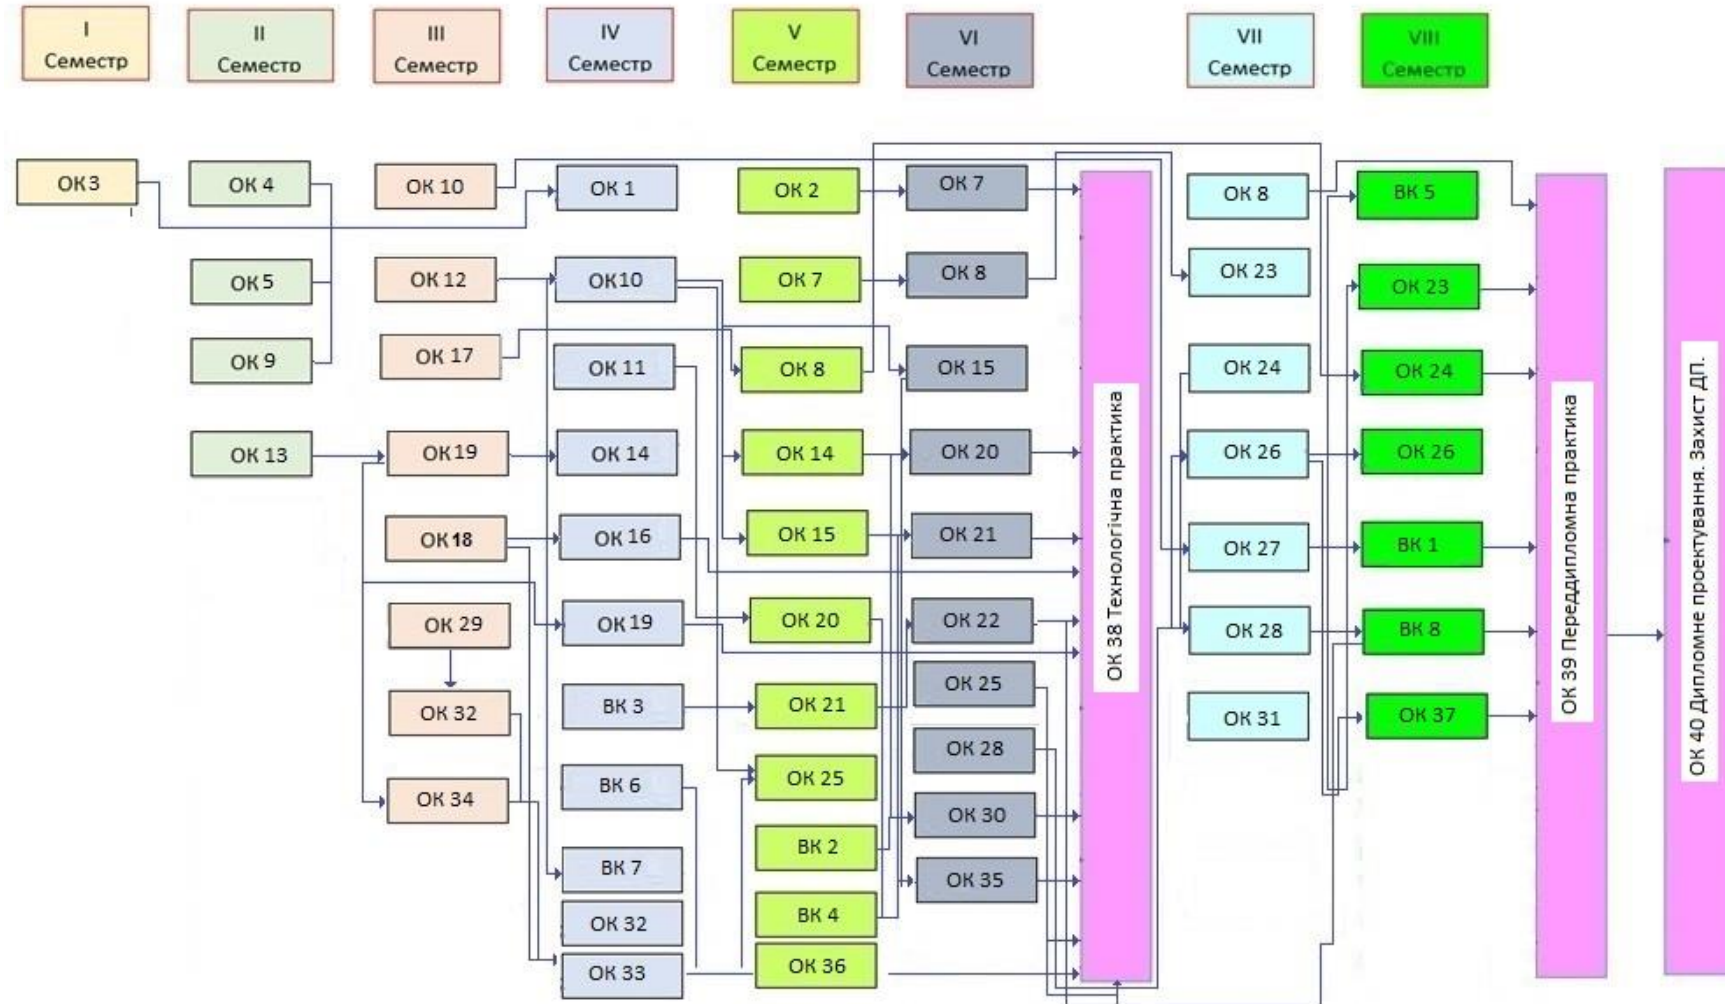 I
Семестр
II
Семестр
III
Семестр
IV
Семестр
V
Семестр
VI
Семестр
VII
Семестр
VIII
Семестр
ОК 3
ОК 4
ОК 5
ОК 9
ОК 13
ОК 10
ОК 12
ОК 17
ОК 19
ОК 18
ОК 29
ОК 32
ОК 34
ОК 1
ОК 10
ОК 11
ОК 14
ОК 16
ОК 19
ВК 3
ВК 6
ВК 7
ОК 32
ОК 33
ОК 2
ОК 7
ОК 8
ОК 14
ОК 15
ОК 20
ОК 21
ОК 25
ВК 2
ВК 4
ОК 36
ОК 7
ОК 8
ОК 15
ОК 20
ОК 21
ОК 22
ОК 25
ОК 28
ОК 30
ОК 35
ОК 38 Технологічна практика
ОК 8
ОК 23
ОК 24
ОК 26
ОК 27
ОК 28
ОК 31
ВК 5
ОК 23
ОК 24
ОК 26
ВК 1
ВК 8
ОК 37
ОК 39 Переддипломна практика
ОК 40 Дипломне проектування. Захист ДП.